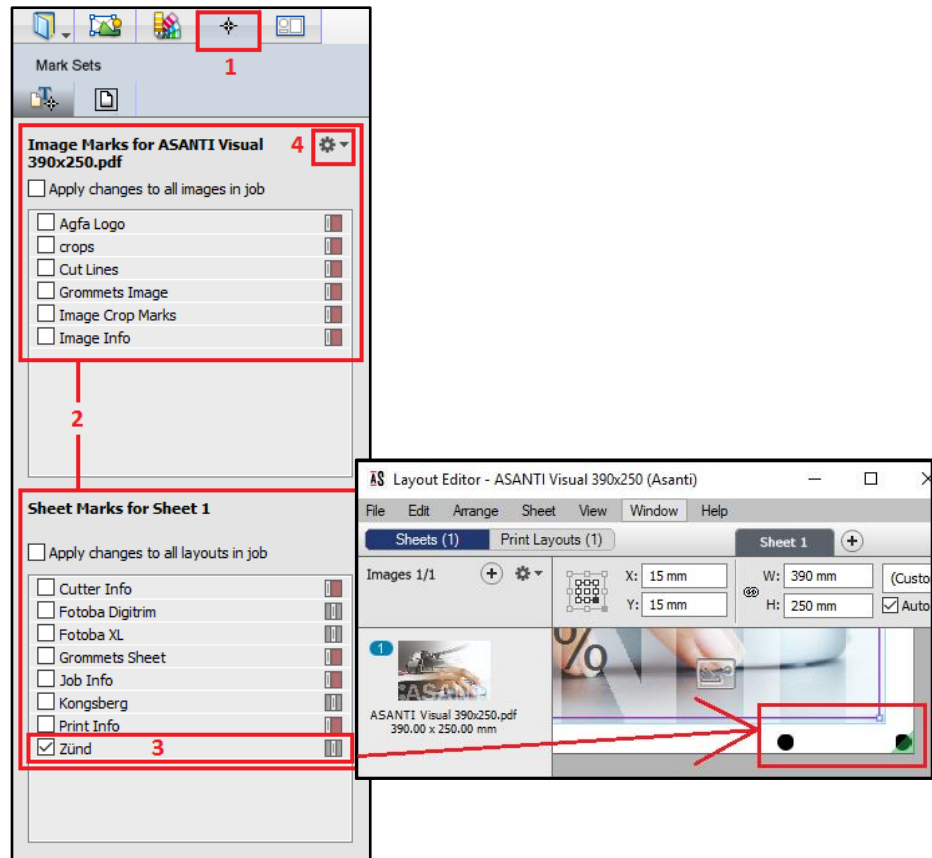 1
Mark Sets
Image Marks for ASANTI Visual
390x250.pdf
4
Apply changes to all images in job
Agfa Logo
crops
Cut Lines
Grommets Image
Image Crop Marks
Image Info
2
Sheet Marks for Sheet 1
Apply changes to all layouts in job
Cutter Info
Fotoba Digitrim
Fotoba XL
Grommets Sheet
Job Info
Kongsberg
Print Info
Zünd
3
AS Layout Editor - ASANTI Visual 390x250 (Asanti)
File Edit Arrange Sheet View Window Help
Sheets (1) Print Layouts (1) Sheet 1
Images 1/1
X: 15 mm W: 390 mm (Custo
Y: 15 mm H: 250 mm Auto
1
%
ASANTI
ASANTI Visual 390x250.pdf
390.00 x 250.00 mm